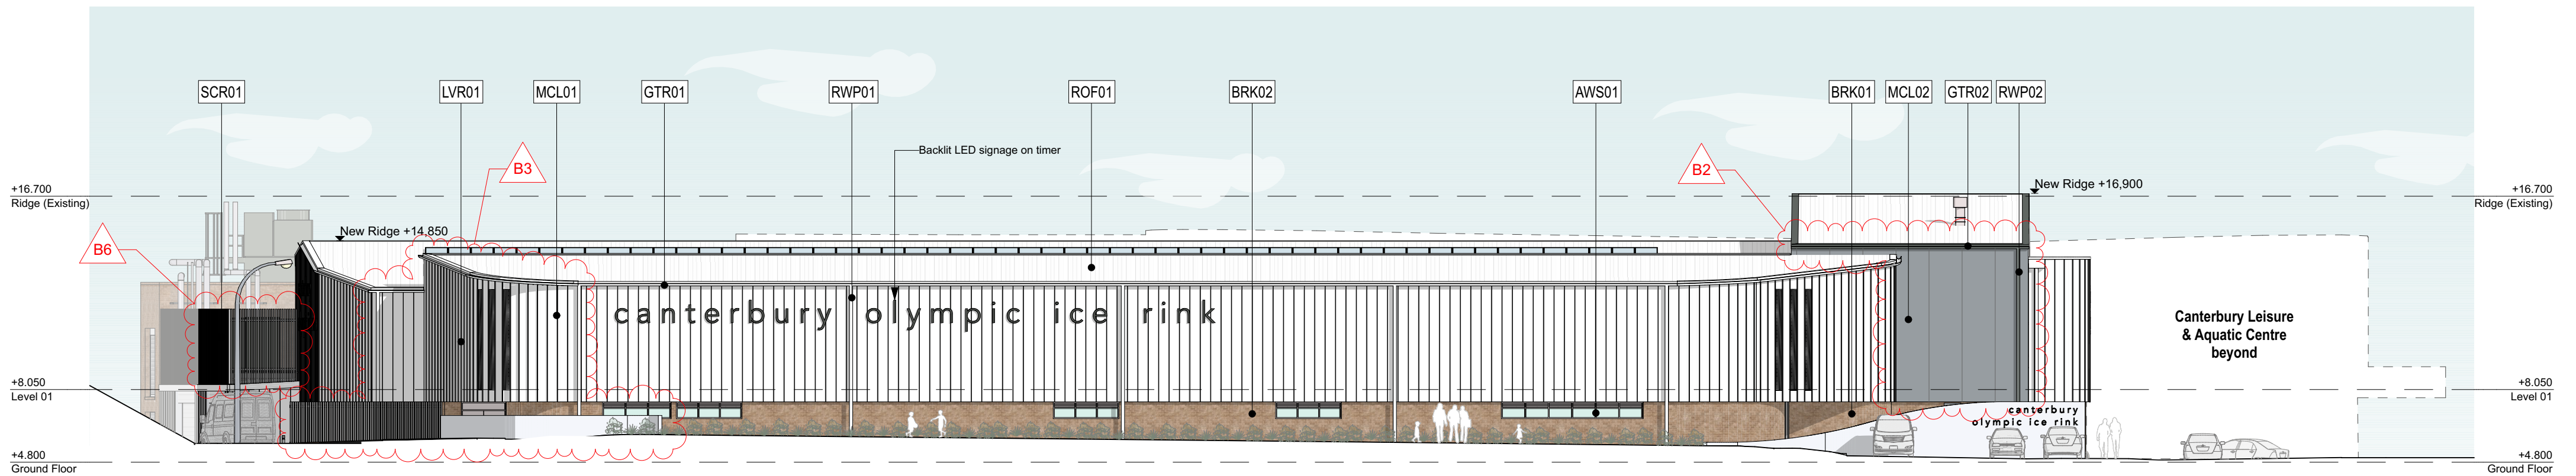 SCR01
LVR01
MCL01
GTR01
RWP01
ROF01
BRK02
AWS01
BRK01
MCL02
GTR02
RWP02
Backlit LED signage on timer
B3
B2
+16.700
Ridge (Existing)
New Ridge +16,900
+16.700
Ridge (Existing)
New Ridge +14,850
B6
canterbury olympic ice rink
Canterbury Leisure
& Aquatic Centre
beyond
+8.050
Level 01
+8.050
Level 01
canterbury
olympic ice rink
+4.800
Ground Floor
+4.800
Ground Floor